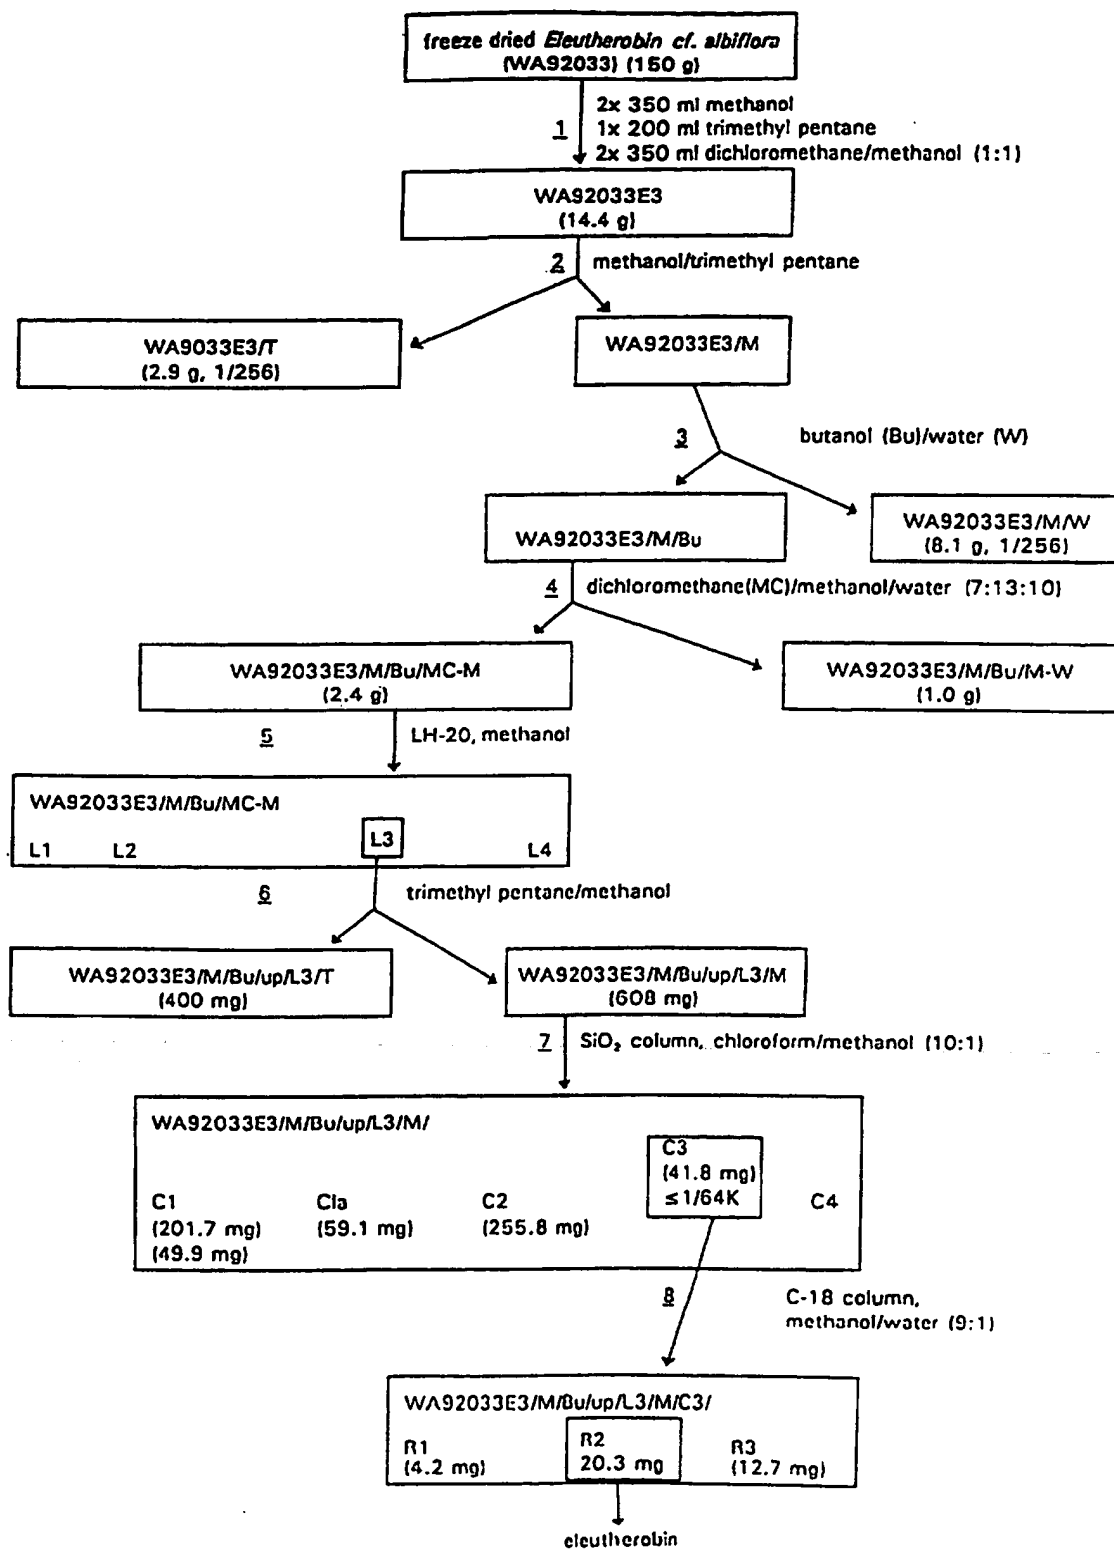 freeze dried Eleutherobin cf. albiflora
(WA92033) (150 g)
1
2x 350 ml methanol
1x 200 ml trimethyl pentane
2x 350 ml dichloromethane/methanol (1:1)
WA92033E3
(14.4 g)
2
methanol/trimethyl pentane
WA9033E3/T
(2.9 g, 1/256)
WA92033E3/M
3
butanol (Bu)/water (W)
WA92033E3/M/Bu
WA92033E3/M/W
(8.1 g, 1/256)
4
dichloromethane(MC)/methanol/water (7:13:10)
WA92033E3/M/Bu/MC-M
(2.4 g)
WA92033E3/M/Bu/M-W
(1.0 g)
5
LH-20, methanol
WA92033E3/M/Bu/MC-M
L1 L2 L3 L4
6
trimethyl pentane/methanol
WA92033E3/M/Bu/up/L3/T
(400 mg)
WA92033E3/M/Bu/up/L3/M
(608 mg)
7
SiO₂ column, chloroform/methanol (10:1)
WA92033E3/M/Bu/up/L3/M/
C1
(201.7 mg)
(49.9 mg)
Cla
(59.1 mg)
C2
(255.8 mg)
C3
(41.8 mg)
≤1/64K
C4
8
C-18 column,
methanol/water (9:1)
WA92033E3/M/Bu/up/L3/M/C3/
R1
(4.2 mg)
R2
20.3 mg
R3
(12.7 mg)
eleutherobin